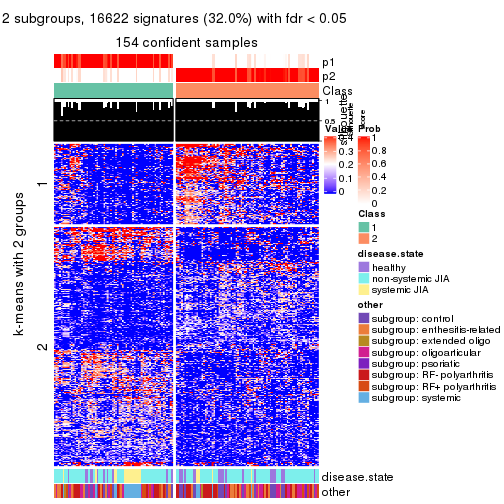 2 subgroups, 16622 signatures (32.0%) with fdr < 0.05
154 confident samples
p1
p2
Class
1
0.5
silhouette
score
k-means with 2 groups
1
2
Value
0.3
0.2
0.1
0
Prob
1
0.8
0.6
0.4
0.2
0
Class
1
2
disease.state
healthy
non-systemic JIA
systemic JIA
other
subgroup: control
subgroup: enthesitis-related
subgroup: extended oligo
subgroup: oligoarticular
subgroup: psoriatic
subgroup: RF- polyarthritis
subgroup: RF+ polyarthritis
subgroup: systemic
disease.state
other